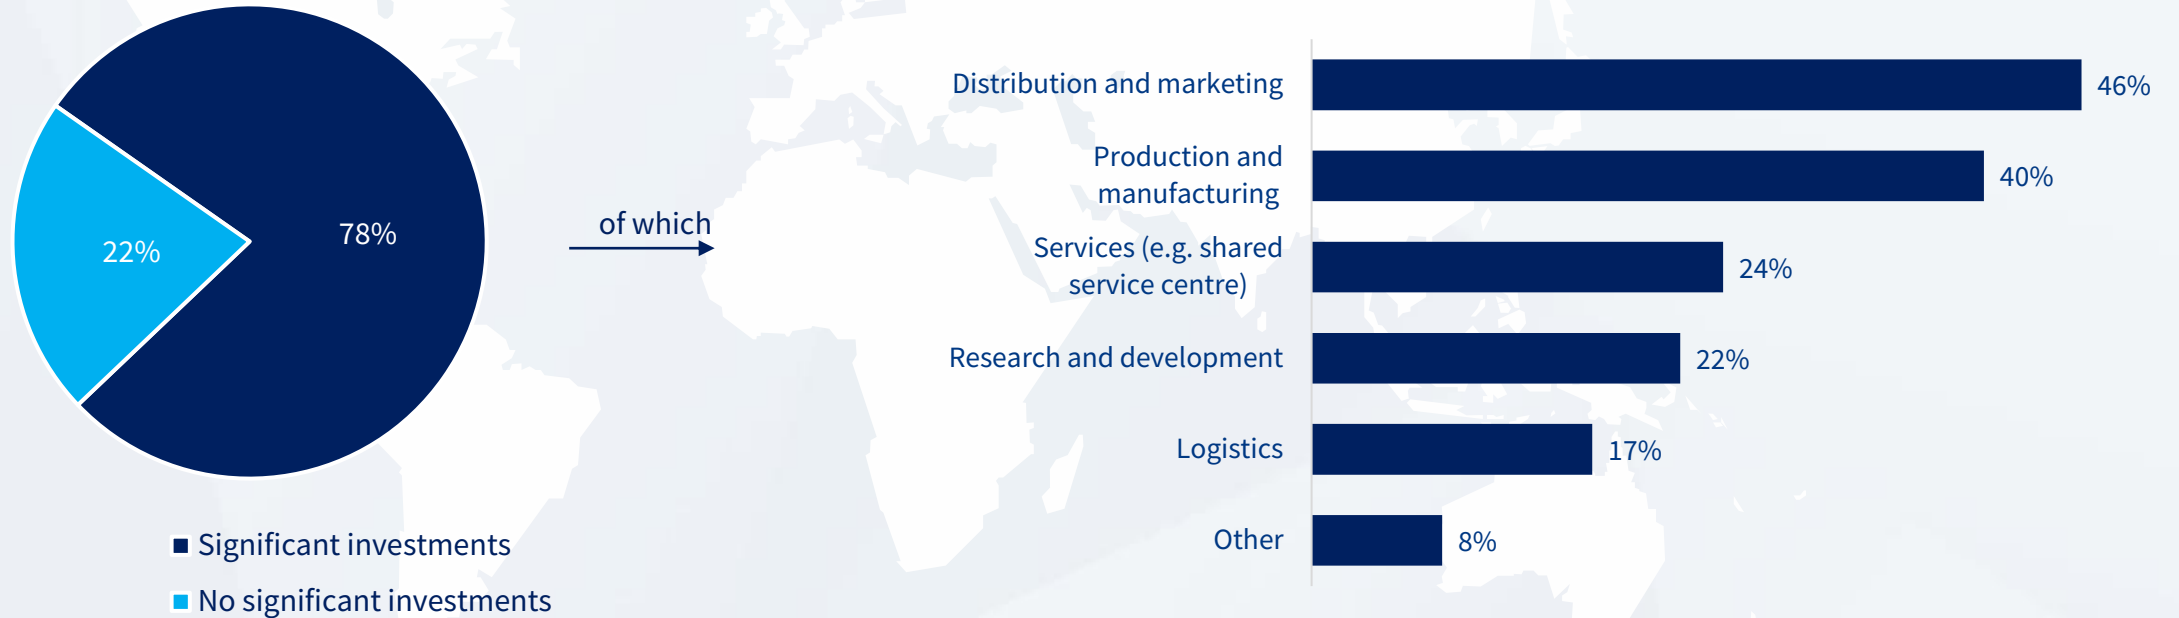 78%
22%
Significant investments
No significant investments
of which
Distribution and marketing
46%
Production and
manufacturing
40%
Services (e.g. shared
service centre)
24%
Research and development
22%
Logistics
17%
Other
8%